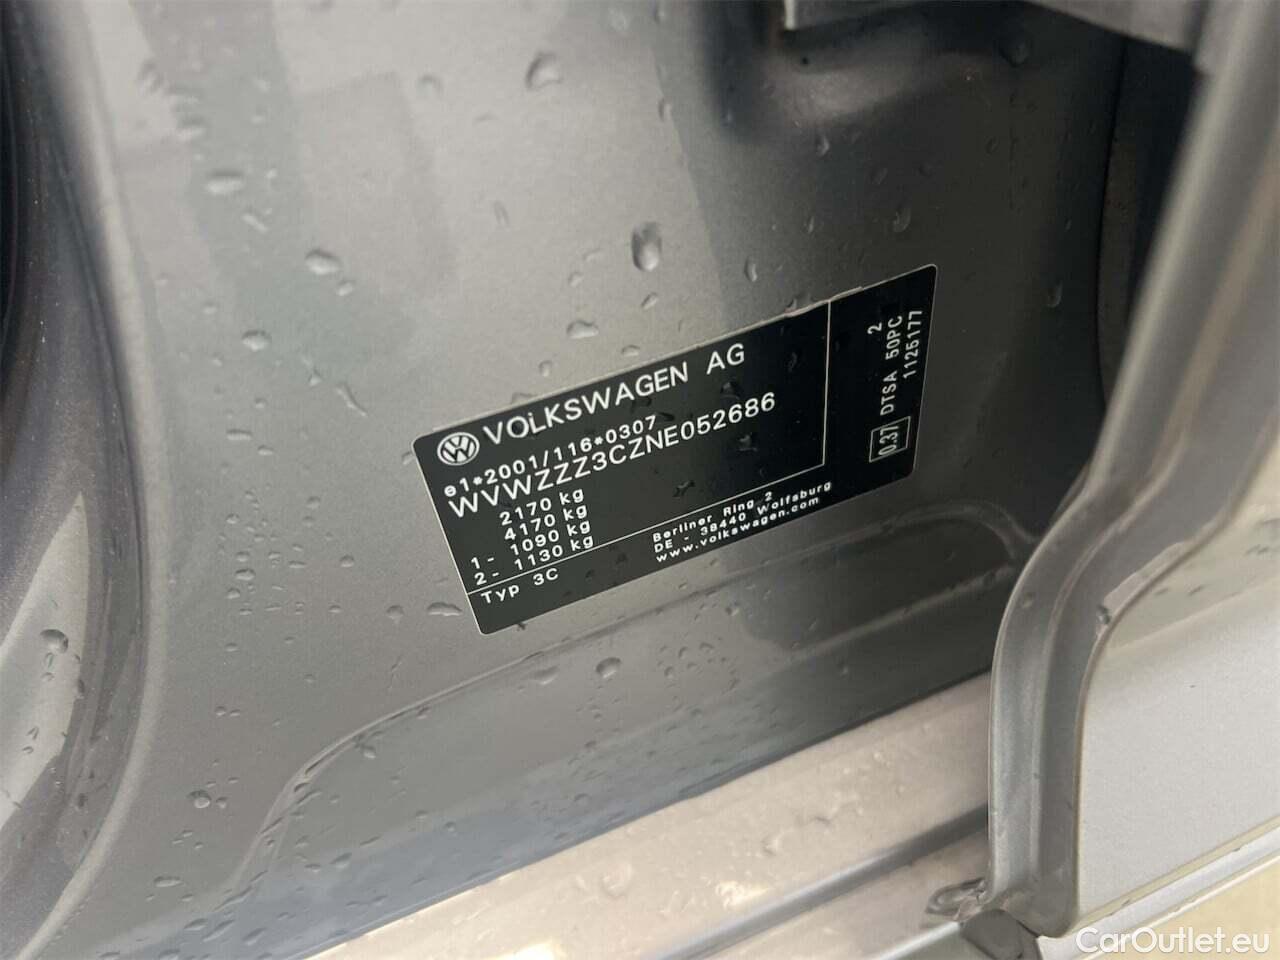 VOLKSWAGEN AG
e1*2001/116*0307
WVWZZZ3CZNE052686
2170 kg
4170 kg
1- 1090 kg
2- 1130 kg
Typ 3C
Berliner Ring 2
DE - 38440 Wolfsburg
www.volkswagen.com
2
0.37 DTSA 50PC
1125177
CarOutlet.eu